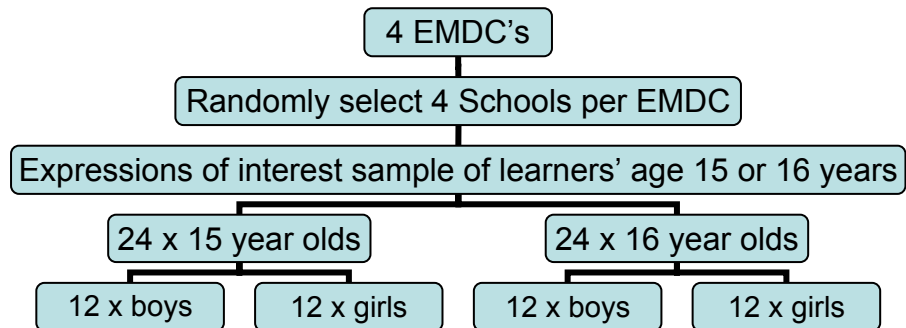 4 EMDC's
Randomly select 4 Schools per EMDC
Expressions of interest sample of learners' age 15 or 16 years
24 x 15 year olds
24 x 16 year olds
12 x boys
12 x girls
12 x boys
12 x girls